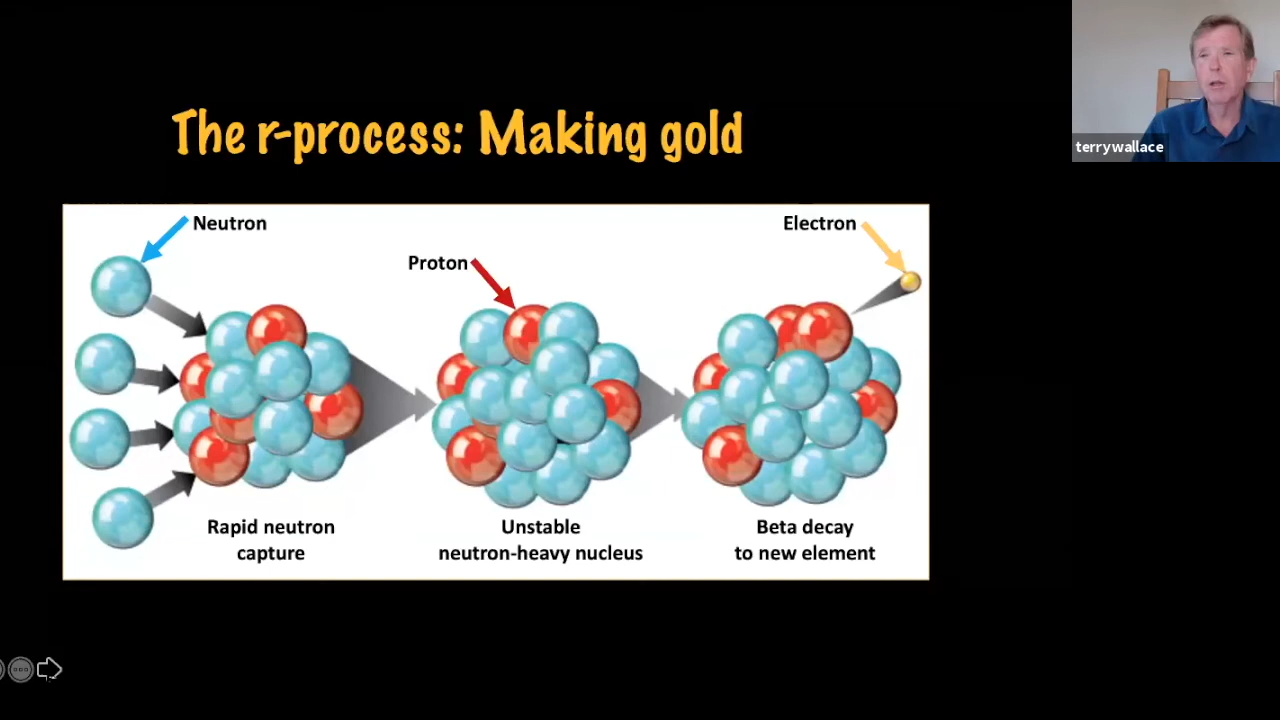 The r-process: Making gold
terrywallace
Neutron
Electron
Proton
Rapid neutron
capture
Unstable
neutron-heavy nucleus
Beta decay
to new element